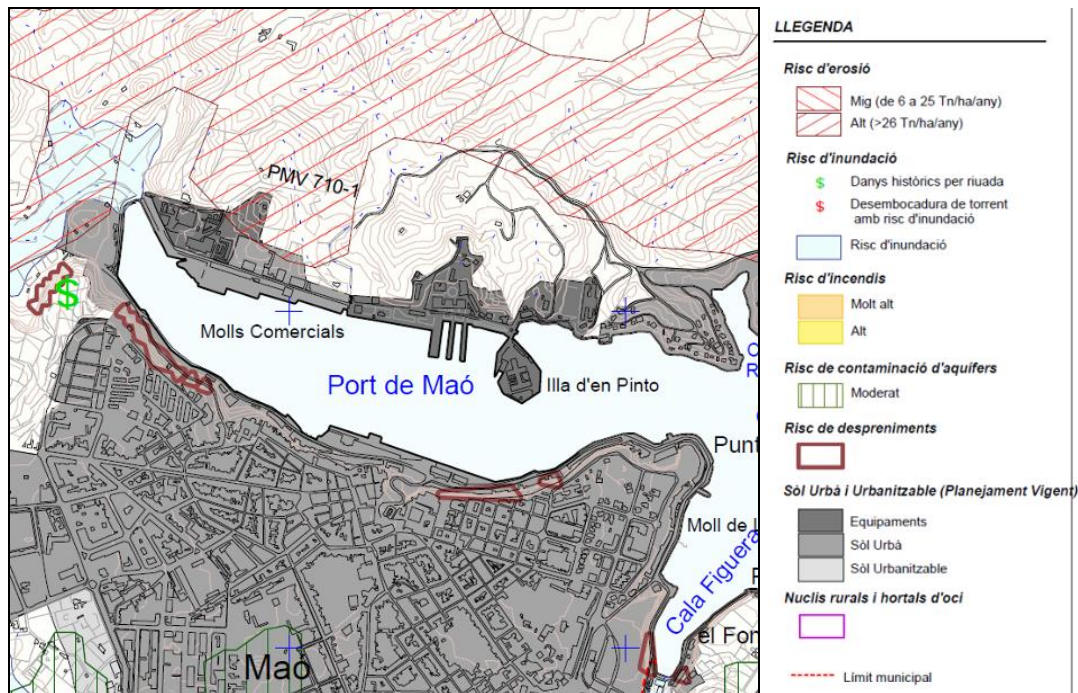 PMV 710-1
$
Molls Comercials
Port de Maó
Illa d'en Pinto
Punt
Moll de
Cala Figuera
el Fon
Maó
LLEGENDA
Risc d'erosió
Mig (de 6 a 25 Tn/ha/any)
Alt (>26 Tn/ha/any)
Risc d'inundació
$ Danys històrics per riuada
$ Desembocadura de torrent
amb risc d'inundació
Risc d'inundació
Risc d'incendis
Molt alt
Alt
Risc de contaminació d'aqüífers
Moderat
Risc de despreniments
Sòl Urbà i Urbanitzable (Planejament Vigent)
Equipaments
Sòl Urbà
Sòl Urbanitzable
Nuclis rurals i hortals d'oci
Límit municipal